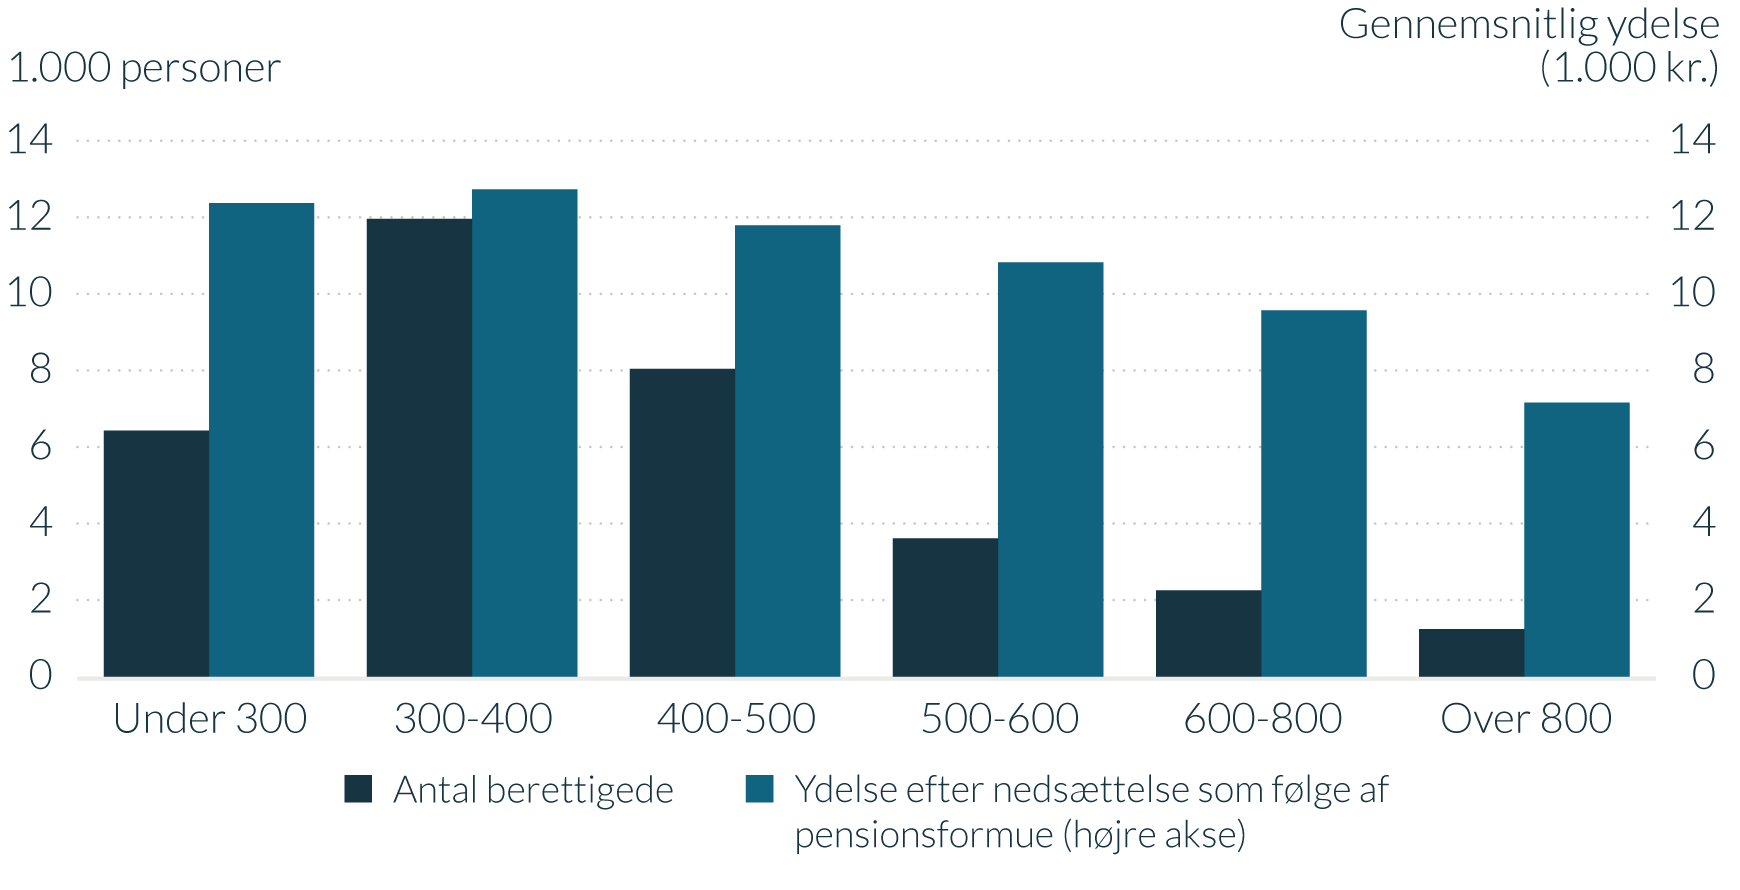 Gennemsnitlig ydelse
1.000 personer
(1.000 kr.)
14 14
12 12
10 10
8 8
6 6
4 4
2 2
0 0
Under 300 300-400 400-500 500-600 600-800 Over 800
Antal berettigede Ydelse efter nedsættelse som følge af
pensionsformue (højre akse)